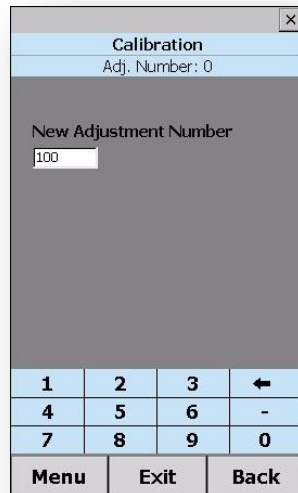 Calibration
Adj. Number: 0
New Adjustment Number
100
1 2 3 ←
4 5 6 -
7 8 9 0
Menu Exit Back